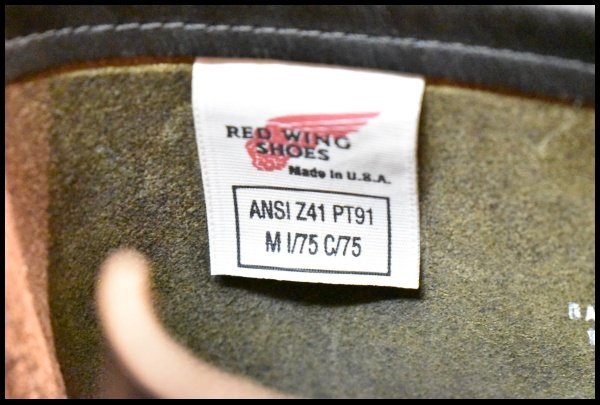 RED WING
SHOES
Made in U.S.A.
ANSI Z41 PT91
M I/75 C/75